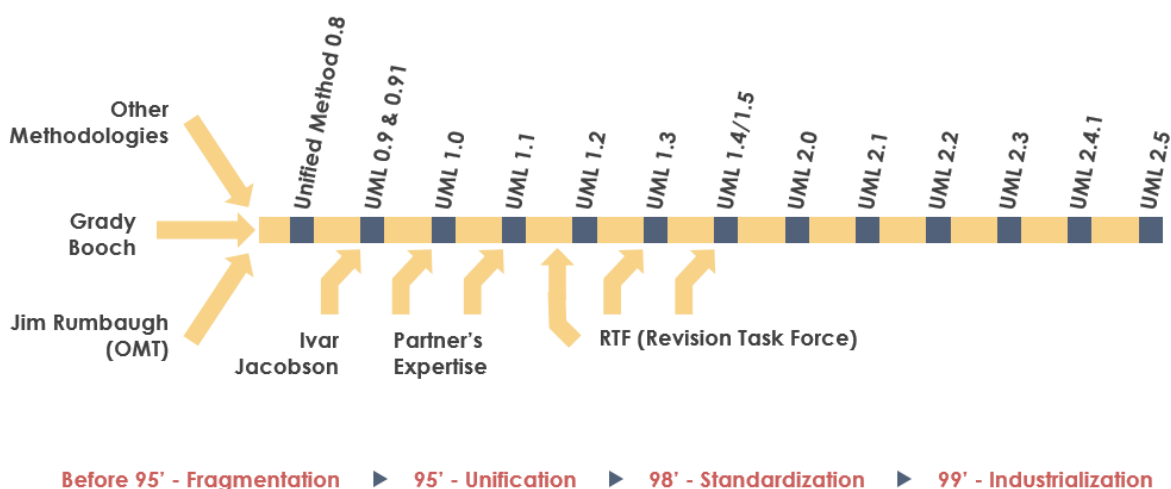 Unified Method 0.8
UML 0.9 & 0.91
UML 1.0
UML 1.1
UML 1.2
UML 1.3
UML 1.4/1.5
UML 2.0
UML 2.1
UML 2.2
UML 2.3
UML 2.4.1
UML 2.5
Other
Methodologies
Grady
Booch
Jim Rumbaugh
(OMT)
Ivar
Jacobson
Partner's
Expertise
RTF (Revision Task Force)
Before 95' - Fragmentation ▶ 95' - Unification ▶ 98' - Standardization ▶ 99' - Industrialization